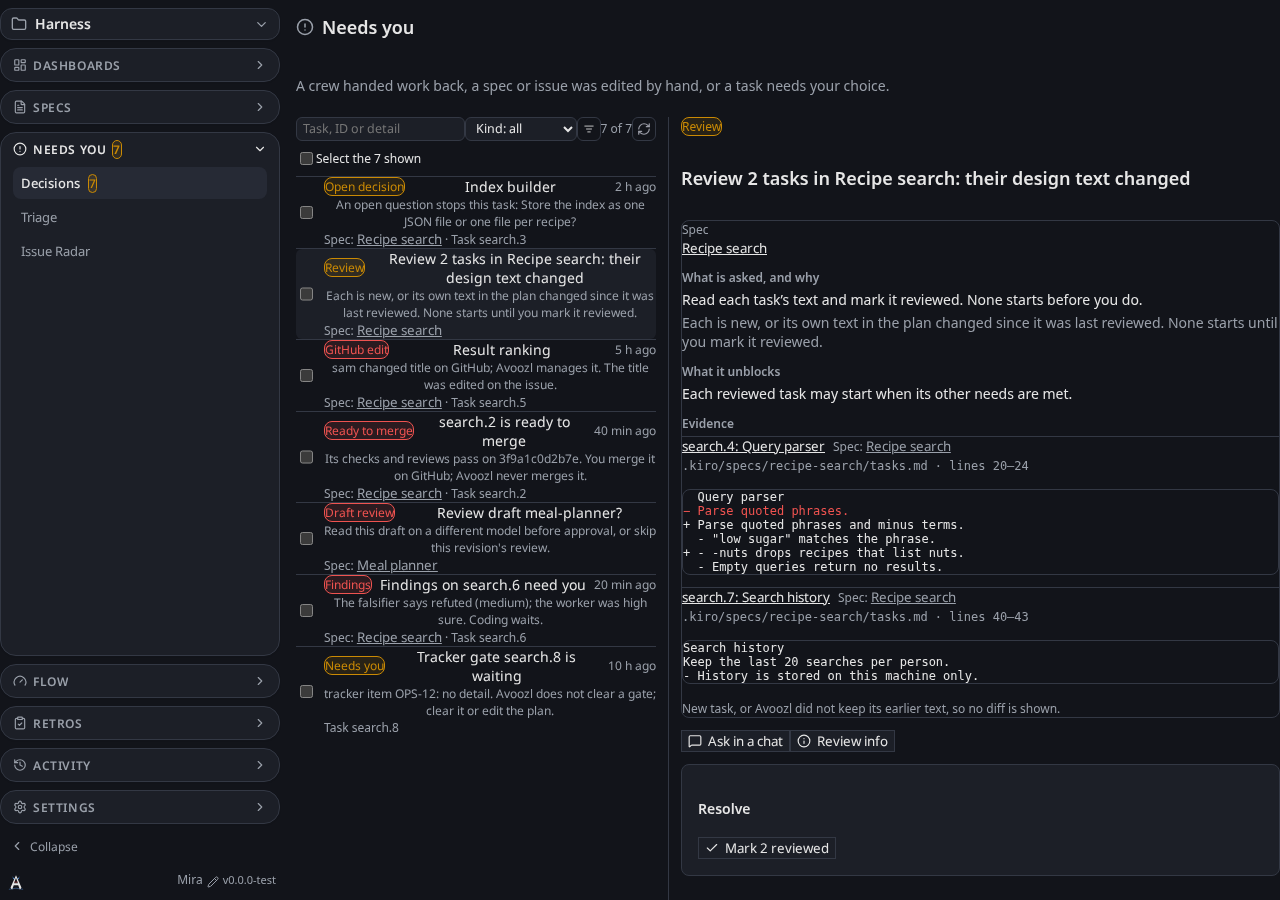 Harness
DASHBOARDS
SPECS
NEEDS YOU 7
Decisions 7
Triage
Issue Radar
FLOW
RETROS
ACTIVITY
SETTINGS
Collapse
A
Mira v0.0.0-test
Needs you
A crew handed work back, a spec or issue was edited by hand, or a task needs your choice.
Task, ID or detail Kind: all 7 of 7
Select the 7 shown
Open decision Index builder 2 h ago
An open question stops this task: Store the index as one
JSON file or one file per recipe?
Spec: Recipe search · Task search.3
Review Review 2 tasks in Recipe search: their
design text changed
Each is new, or its own text in the plan changed since it was
last reviewed. None starts until you mark it reviewed.
Spec: Recipe search
GitHub edit Result ranking 5 h ago
sam changed title on GitHub; Avoozl manages it. The title
was edited on the issue.
Spec: Recipe search · Task search.5
Ready to merge search.2 is ready to
merge 40 min ago
Its checks and reviews pass on 3f9a1c0d2b7e. You merge it
on GitHub; Avoozl never merges it.
Spec: Recipe search · Task search.2
Draft review Review draft meal-planner?
Read this draft on a different model before approval, or skip
this revision's review.
Spec: Meal planner
Findings Findings on search.6 need you 20 min ago
The falsifier says refuted (medium); the worker was high
sure. Coding waits.
Spec: Recipe search · Task search.6
Needs you Tracker gate search.8 is
waiting 10 h ago
tracker item OPS-12: no detail. Avoozl does not clear a gate;
clear it or edit the plan.
Task search.8
Review
Review 2 tasks in Recipe search: their design text changed
Spec
Recipe search
What is asked, and why
Read each task’s text and mark it reviewed. None starts before you do.
Each is new, or its own text in the plan changed since it was last reviewed. None starts until
you mark it reviewed.
What it unblocks
Each reviewed task may start when its other needs are met.
Evidence
search.4: Query parser Spec: Recipe search
.kiro/specs/recipe-search/tasks.md · lines 20–24
Query parser
− Parse quoted phrases.
+ Parse quoted phrases and minus terms.
- "low sugar" matches the phrase.
+ - -nuts drops recipes that list nuts.
- Empty queries return no results.
search.7: Search history Spec: Recipe search
.kiro/specs/recipe-search/tasks.md · lines 40–43
Search history
Keep the last 20 searches per person.
- History is stored on this machine only.
New task, or Avoozl did not keep its earlier text, so no diff is shown.
Ask in a chat Review info
Resolve
Mark 2 reviewed